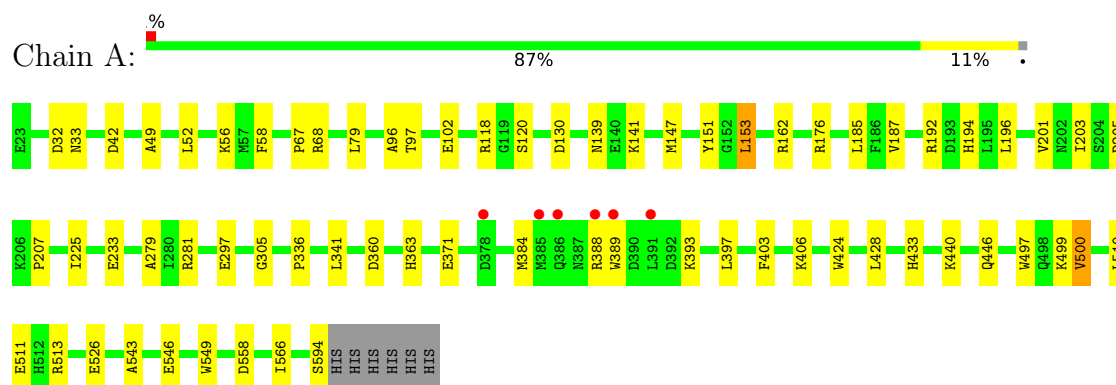 %
Chain A:
87% 11% •
E23 D32 N33 D42 A49 L52 K56 M57 F58 P67 R68 L79 A96 T97 E102 R118 G119 S120 D130 N139 E140 K141 M147 Y151 G152 L153 R162 R176 L185 F186 V187 R192 D193 H194 L195 L196 V201 N202 I203 S204
K206 P207 I225 E233 A279 I280 R281 E297 G305 P336 L341 D360 H363 E371 D378 M384 M385 Q386 N387 R388 W389 D390 L391 D392 K393 L397 F403 K406 W424 L428 H433 K440 Q446 W497 Q498 K499 V500
E511 H512 R513 E526 A543 E546 W549 D558 I566 S594 HIS HIS HIS HIS HIS HIS